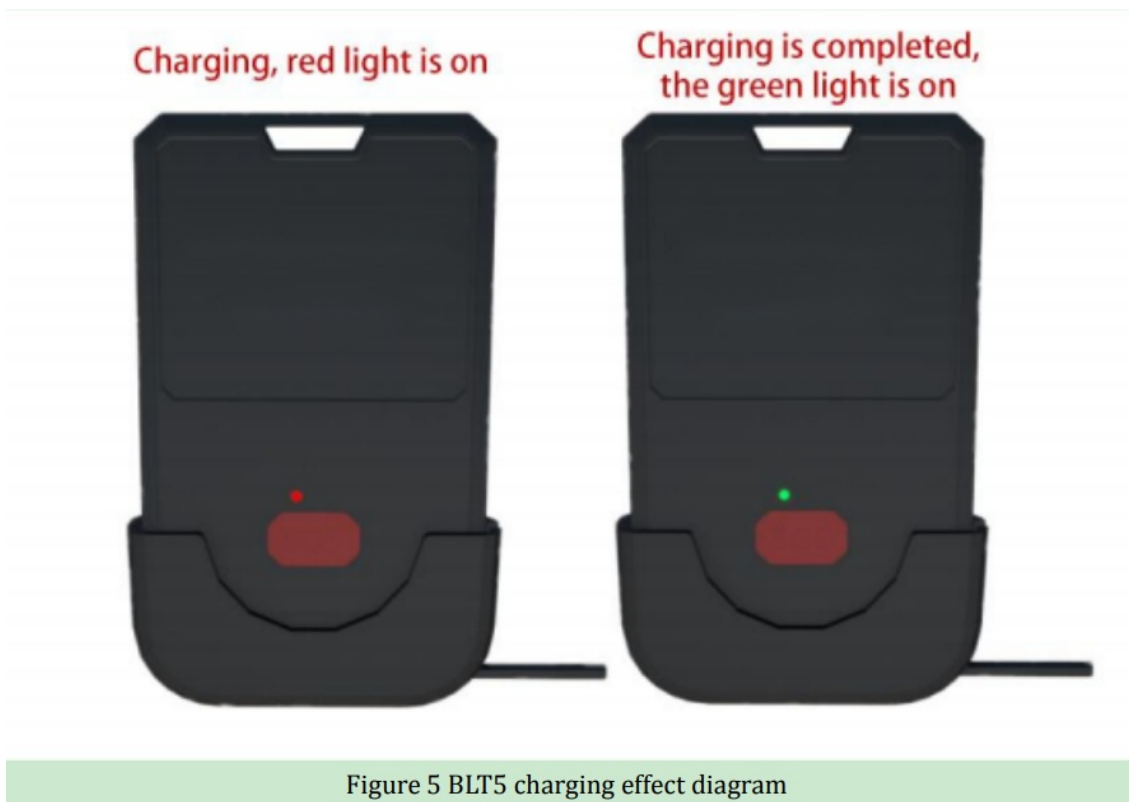 Charging, red light is on
Charging is completed,
the green light is on
Figure 5 BLT5 charging effect diagram